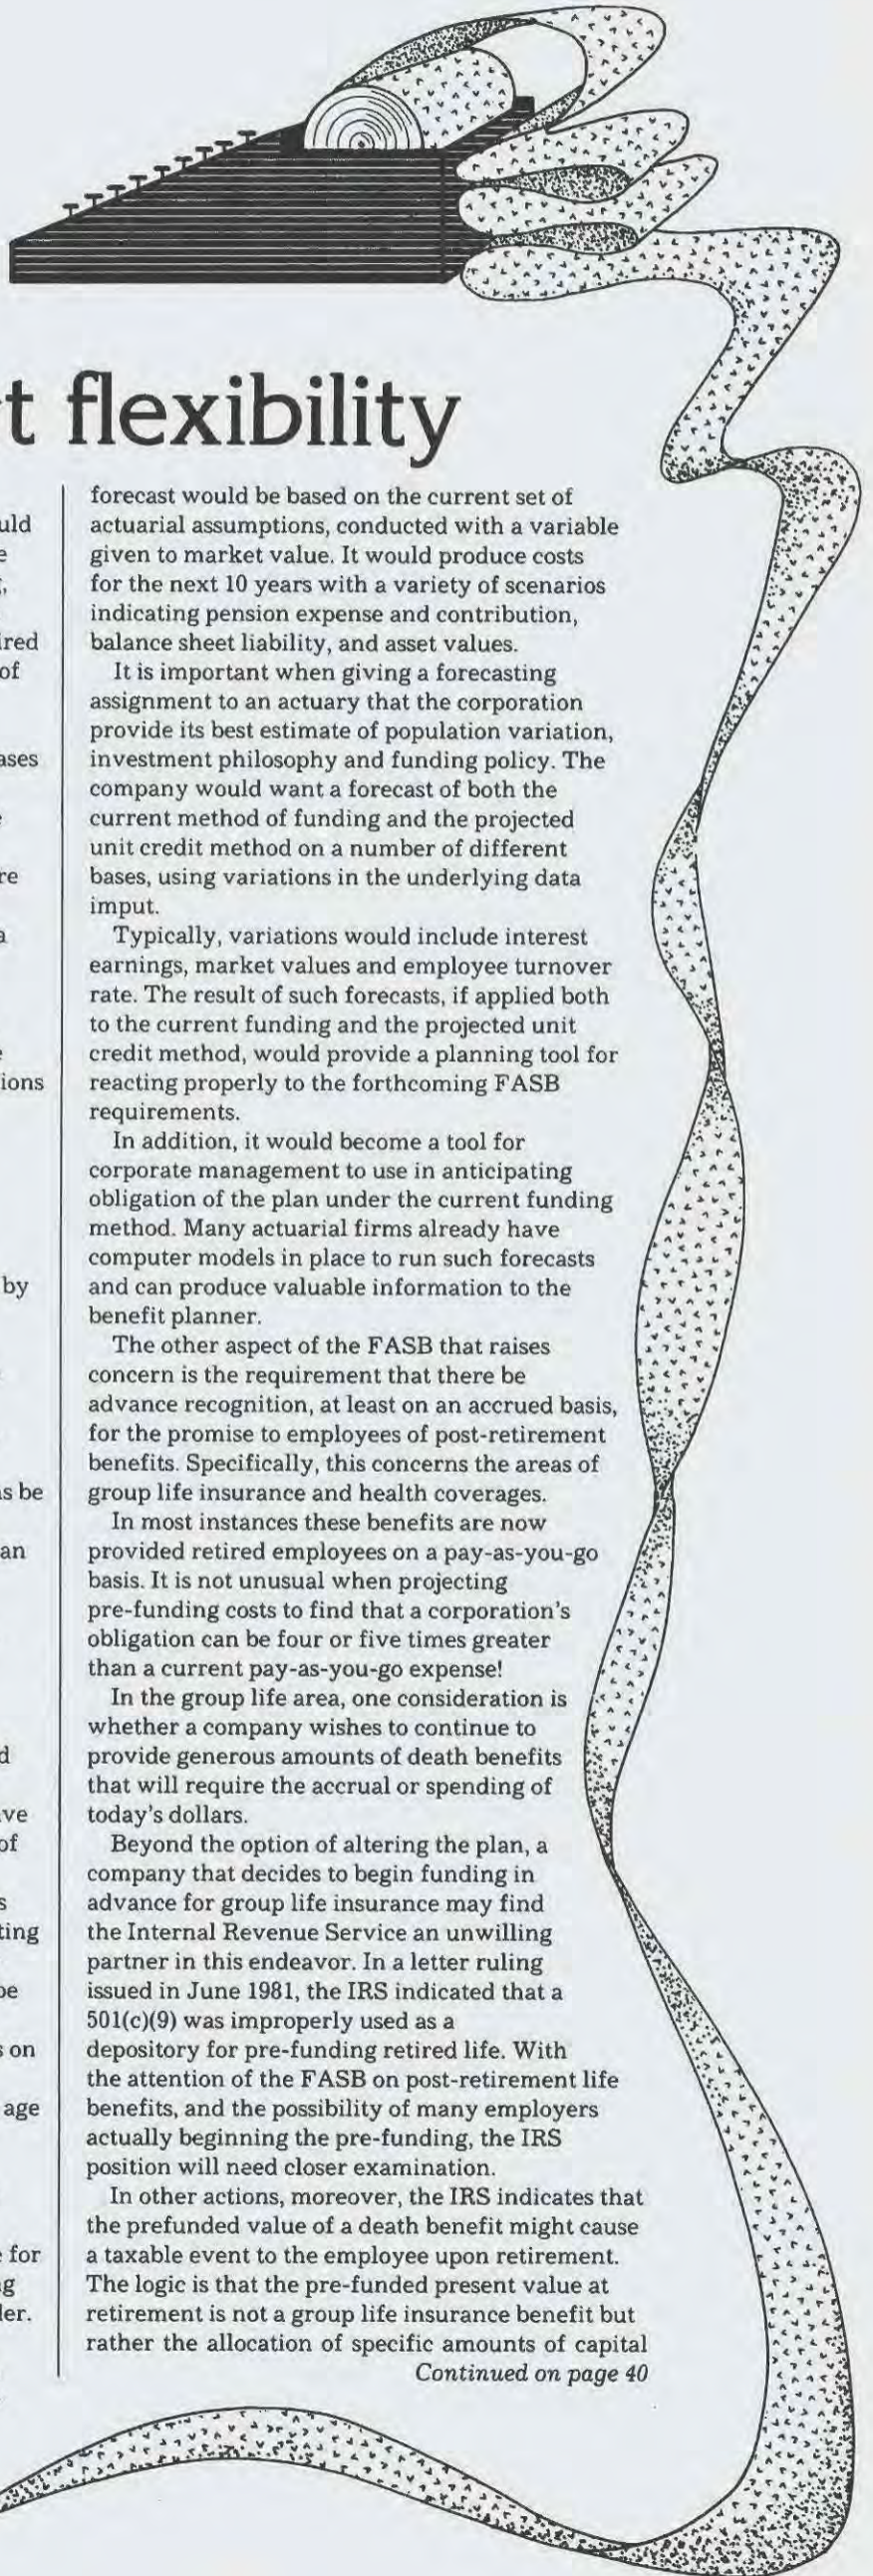 t flexibility
uld
e
ired
of
ases
e
re
a
e
ions
by
as be
an
d
ve
of
s
ting
be
s on
age
e for
g
ler.
forecast would be based on the current set of
actuarial assumptions, conducted with a variable
given to market value. It would produce costs
for the next 10 years with a variety of scenarios
indicating pension expense and contribution,
balance sheet liability, and asset values.
It is important when giving a forecasting
assignment to an actuary that the corporation
provide its best estimate of population variation,
investment philosophy and funding policy. The
company would want a forecast of both the
current method of funding and the projected
unit credit method on a number of different
bases, using variations in the underlying data
imput.
Typically, variations would include interest
earnings, market values and employee turnover
rate. The result of such forecasts, if applied both
to the current funding and the projected unit
credit method, would provide a planning tool for
reacting properly to the forthcoming FASB
requirements.
In addition, it would become a tool for
corporate management to use in anticipating
obligation of the plan under the current funding
method. Many actuarial firms already have
computer models in place to run such forecasts
and can produce valuable information to the
benefit planner.
The other aspect of the FASB that raises
concern is the requirement that there be
advance recognition, at least on an accrued basis,
for the promise to employees of post-retirement
benefits. Specifically, this concerns the areas of
group life insurance and health coverages.
In most instances these benefits are now
provided retired employees on a pay-as-you-go
basis. It is not unusual when projecting
pre-funding costs to find that a corporation's
obligation can be four or five times greater
than a current pay-as-you-go expense!
In the group life area, one consideration is
whether a company wishes to continue to
provide generous amounts of death benefits
that will require the accrual or spending of
today's dollars.
Beyond the option of altering the plan, a
company that decides to begin funding in
advance for group life insurance may find
the Internal Revenue Service an unwilling
partner in this endeavor. In a letter ruling
issued in June 1981, the IRS indicated that a
501(c)(9) was improperly used as a
depository for pre-funding retired life. With
the attention of the FASB on post-retirement life
benefits, and the possibility of many employers
actually beginning the pre-funding, the IRS
position will need closer examination.
In other actions, moreover, the IRS indicates that
the prefunded value of a death benefit might cause
a taxable event to the employee upon retirement.
The logic is that the pre-funded present value at
retirement is not a group life insurance benefit but
rather the allocation of specific amounts of capital
Continued on page 40